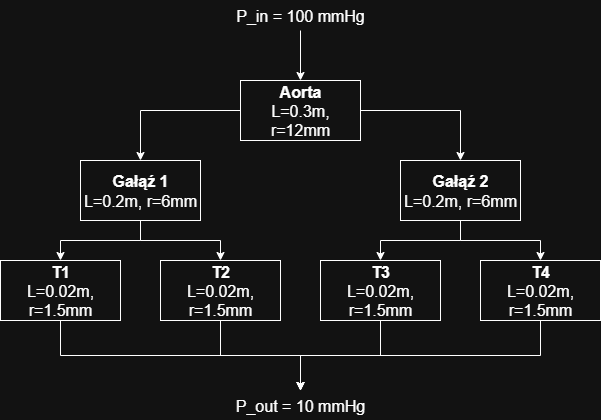 P_in = 100 mmHg
Aorta
L=0.3m,
r=12mm
Gałąź 1
L=0.2m, r=6mm
Gałąź 2
L=0.2m, r=6mm
T1
L=0.02m,
r=1.5mm
T2
L=0.02m,
r=1.5mm
T3
L=0.02m,
r=1.5mm
T4
L=0.02m,
r=1.5mm
P_out = 10 mmHg